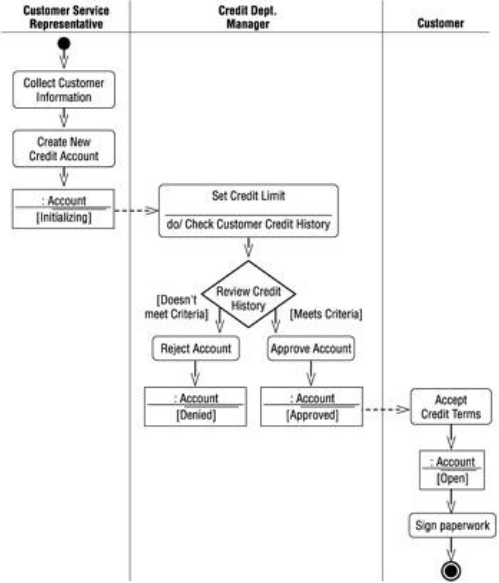 Customer Service
Representative
Credit Dept.
Manager
Customer
Collect Customer
Information
Create New
Credit Account
: Account
[Initializing]
Set Credit Limit
do/ Check Customer Credit History
Review Credit
History
[Doesn't
meet Criteria]
[Meets Criteria]
Reject Account
Approve Account
: Account
[Denied]
: Account
[Approved]
Accept
Credit Terms
: Account
[Open]
Sign paperwork